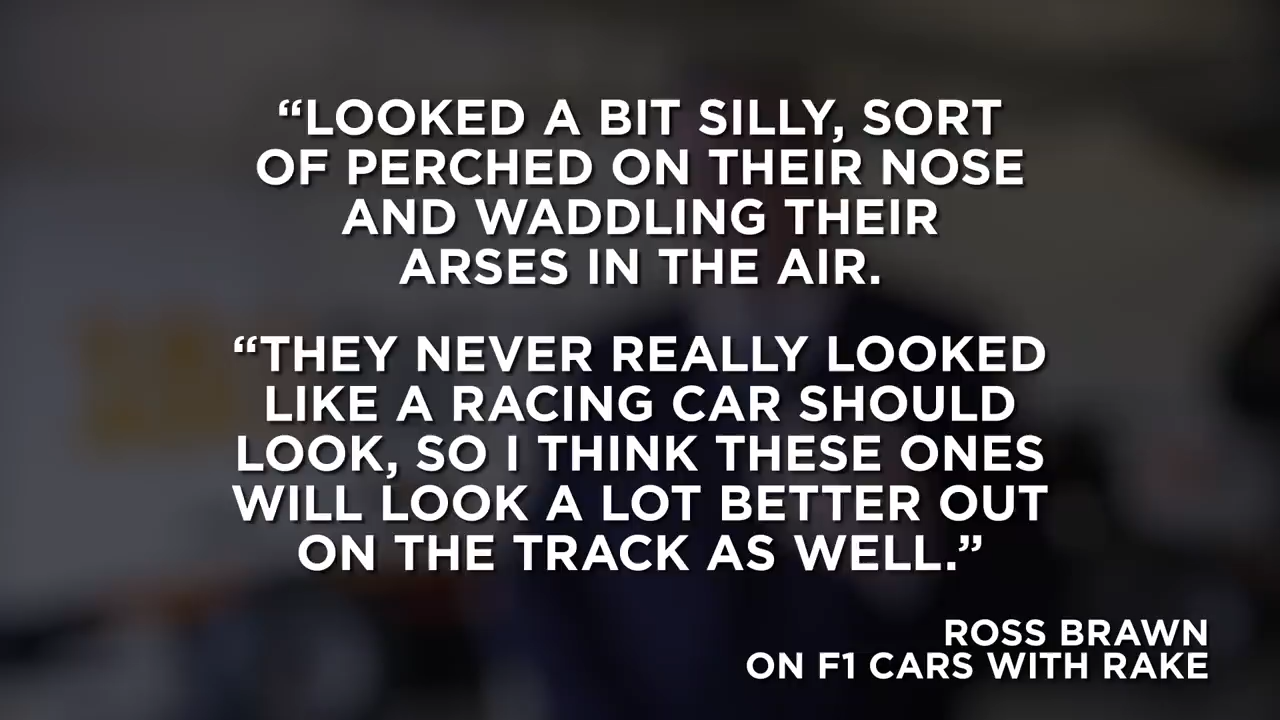 “LOOKED A BIT SILLY, SORT
OF PERCHED ON THEIR NOSE
AND WADDLING THEIR
ARSES IN THE AIR.
“THEY NEVER REALLY LOOKED
LIKE A RACING CAR SHOULD
LOOK, SO I THINK THESE ONES
WILL LOOK A LOT BETTER OUT
ON THE TRACK AS WELL.”
ROSS BRAWN
ON F1 CARS WITH RAKE